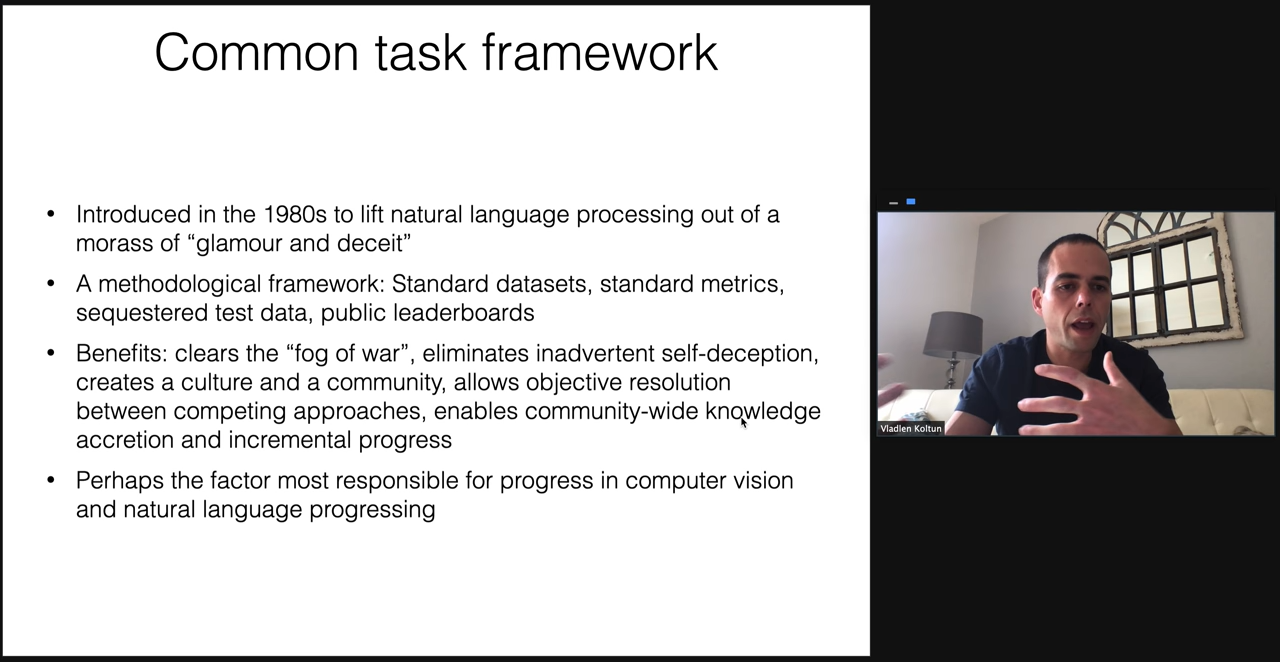 Common task framework
• Introduced in the 1980s to lift natural language processing out of a
morass of “glamour and deceit”
• A methodological framework: Standard datasets, standard metrics,
sequestered test data, public leaderboards
• Benefits: clears the “fog of war”, eliminates inadvertent self-deception,
creates a culture and a community, allows objective resolution
between competing approaches, enables community-wide knowledge
accretion and incremental progress
• Perhaps the factor most responsible for progress in computer vision
and natural language progressing
Vladlen Koltun